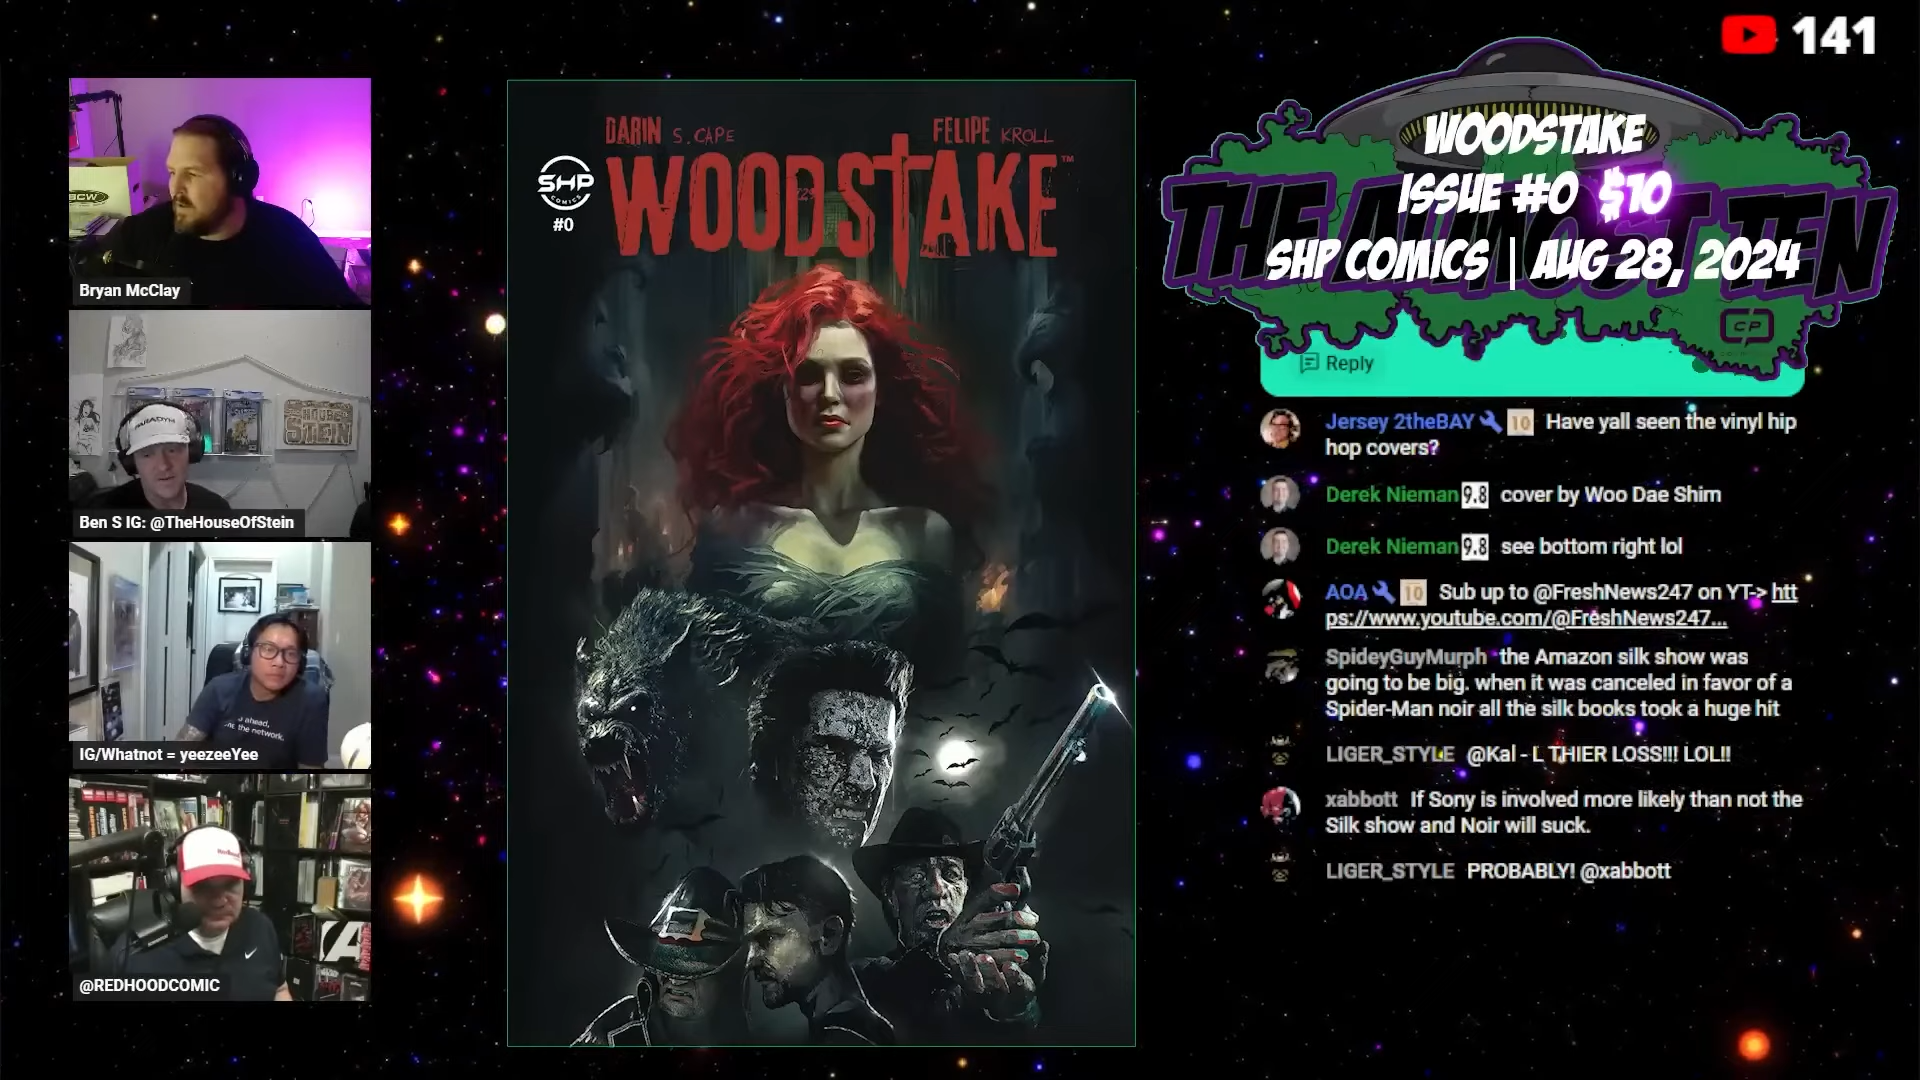 141
BCW
Bryan McClay
PARADYH
HOUSE
STEIN
Ben S IG: @TheHouseOfStein
IG/Whatnot = yeezeeYee
@REDHOODCOMIC
DARIN S. CAPE
FELIPE KROLL
SHP
COMICS
#0
WOODSTAKE™
WOODSTAKE
ISSUE #0 $10
SHP COMICS | AUG 28, 2024
THE ALMOST TEN
CP
Reply
Jersey 2theBAY 10 Have yall seen the vinyl hip
hop covers?
Derek Nieman 9.8 cover by Woo Dae Shim
Derek Nieman 9.8 see bottom right lol
AOA 10 Sub up to @FreshNews247 on YT-> htt
ps://www.youtube.com/@FreshNews247...
SpideyGuyMurph the Amazon silk show was
going to be big. when it was canceled in favor of a
Spider-Man noir all the silk books took a huge hit
LIGER_STYLE @Kal - L THIER LOSS!!! LOL!!
xabbott If Sony is involved more likely than not the
Silk show and Noir will suck.
LIGER_STYLE PROBABLY! @xabbott